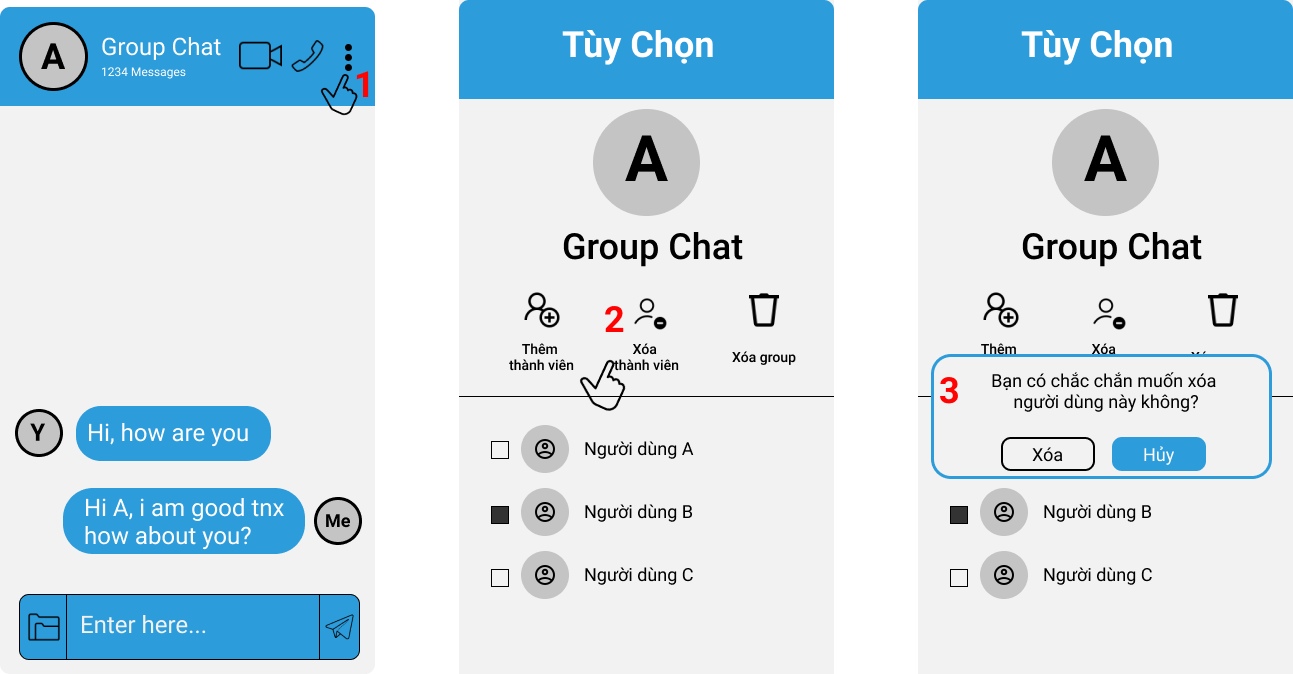 A
Group Chat
1234 Messages
1
Y
Hi, how are you
Hi A, i am good tnx
how about you?
Me
Enter here...
Tùy Chọn
A
Group Chat
2
Thêm
thành viên
Xóa
thành viên
Xóa group
Người dùng A
Người dùng B
Người dùng C
Tùy Chọn
A
Group Chat
Thêm
Xóa
3
Bạn có chắc chắn muốn xóa
người dùng này không?
Xóa
Hủy
Người dùng B
Người dùng C